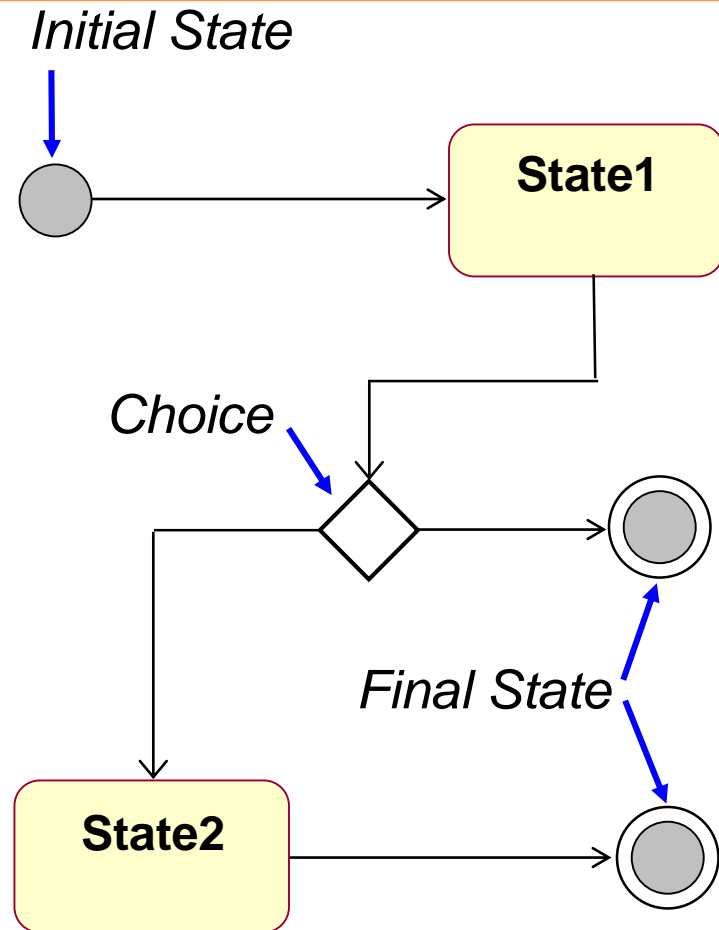 Initial State
State1
Choice
Final State
State2